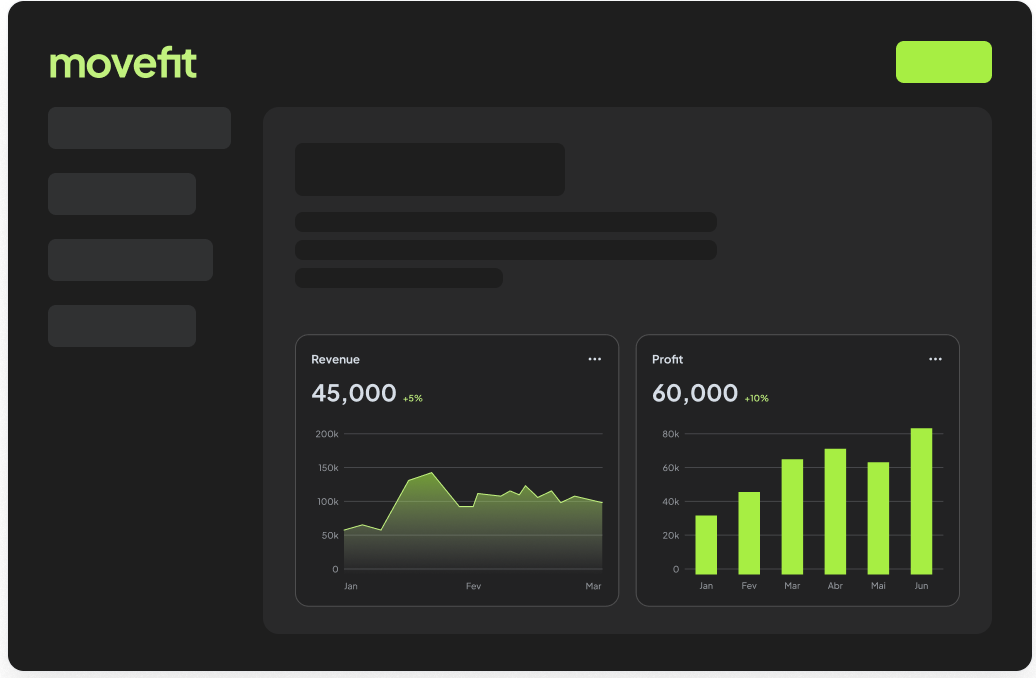 movefit
Revenue
45,000 +5%
200k
150k
100k
50k
0
Jan Fev Mar
Profit
60,000 +10%
80k
60k
40k
20k
0
Jan Fev Mar Abr Mai Jun